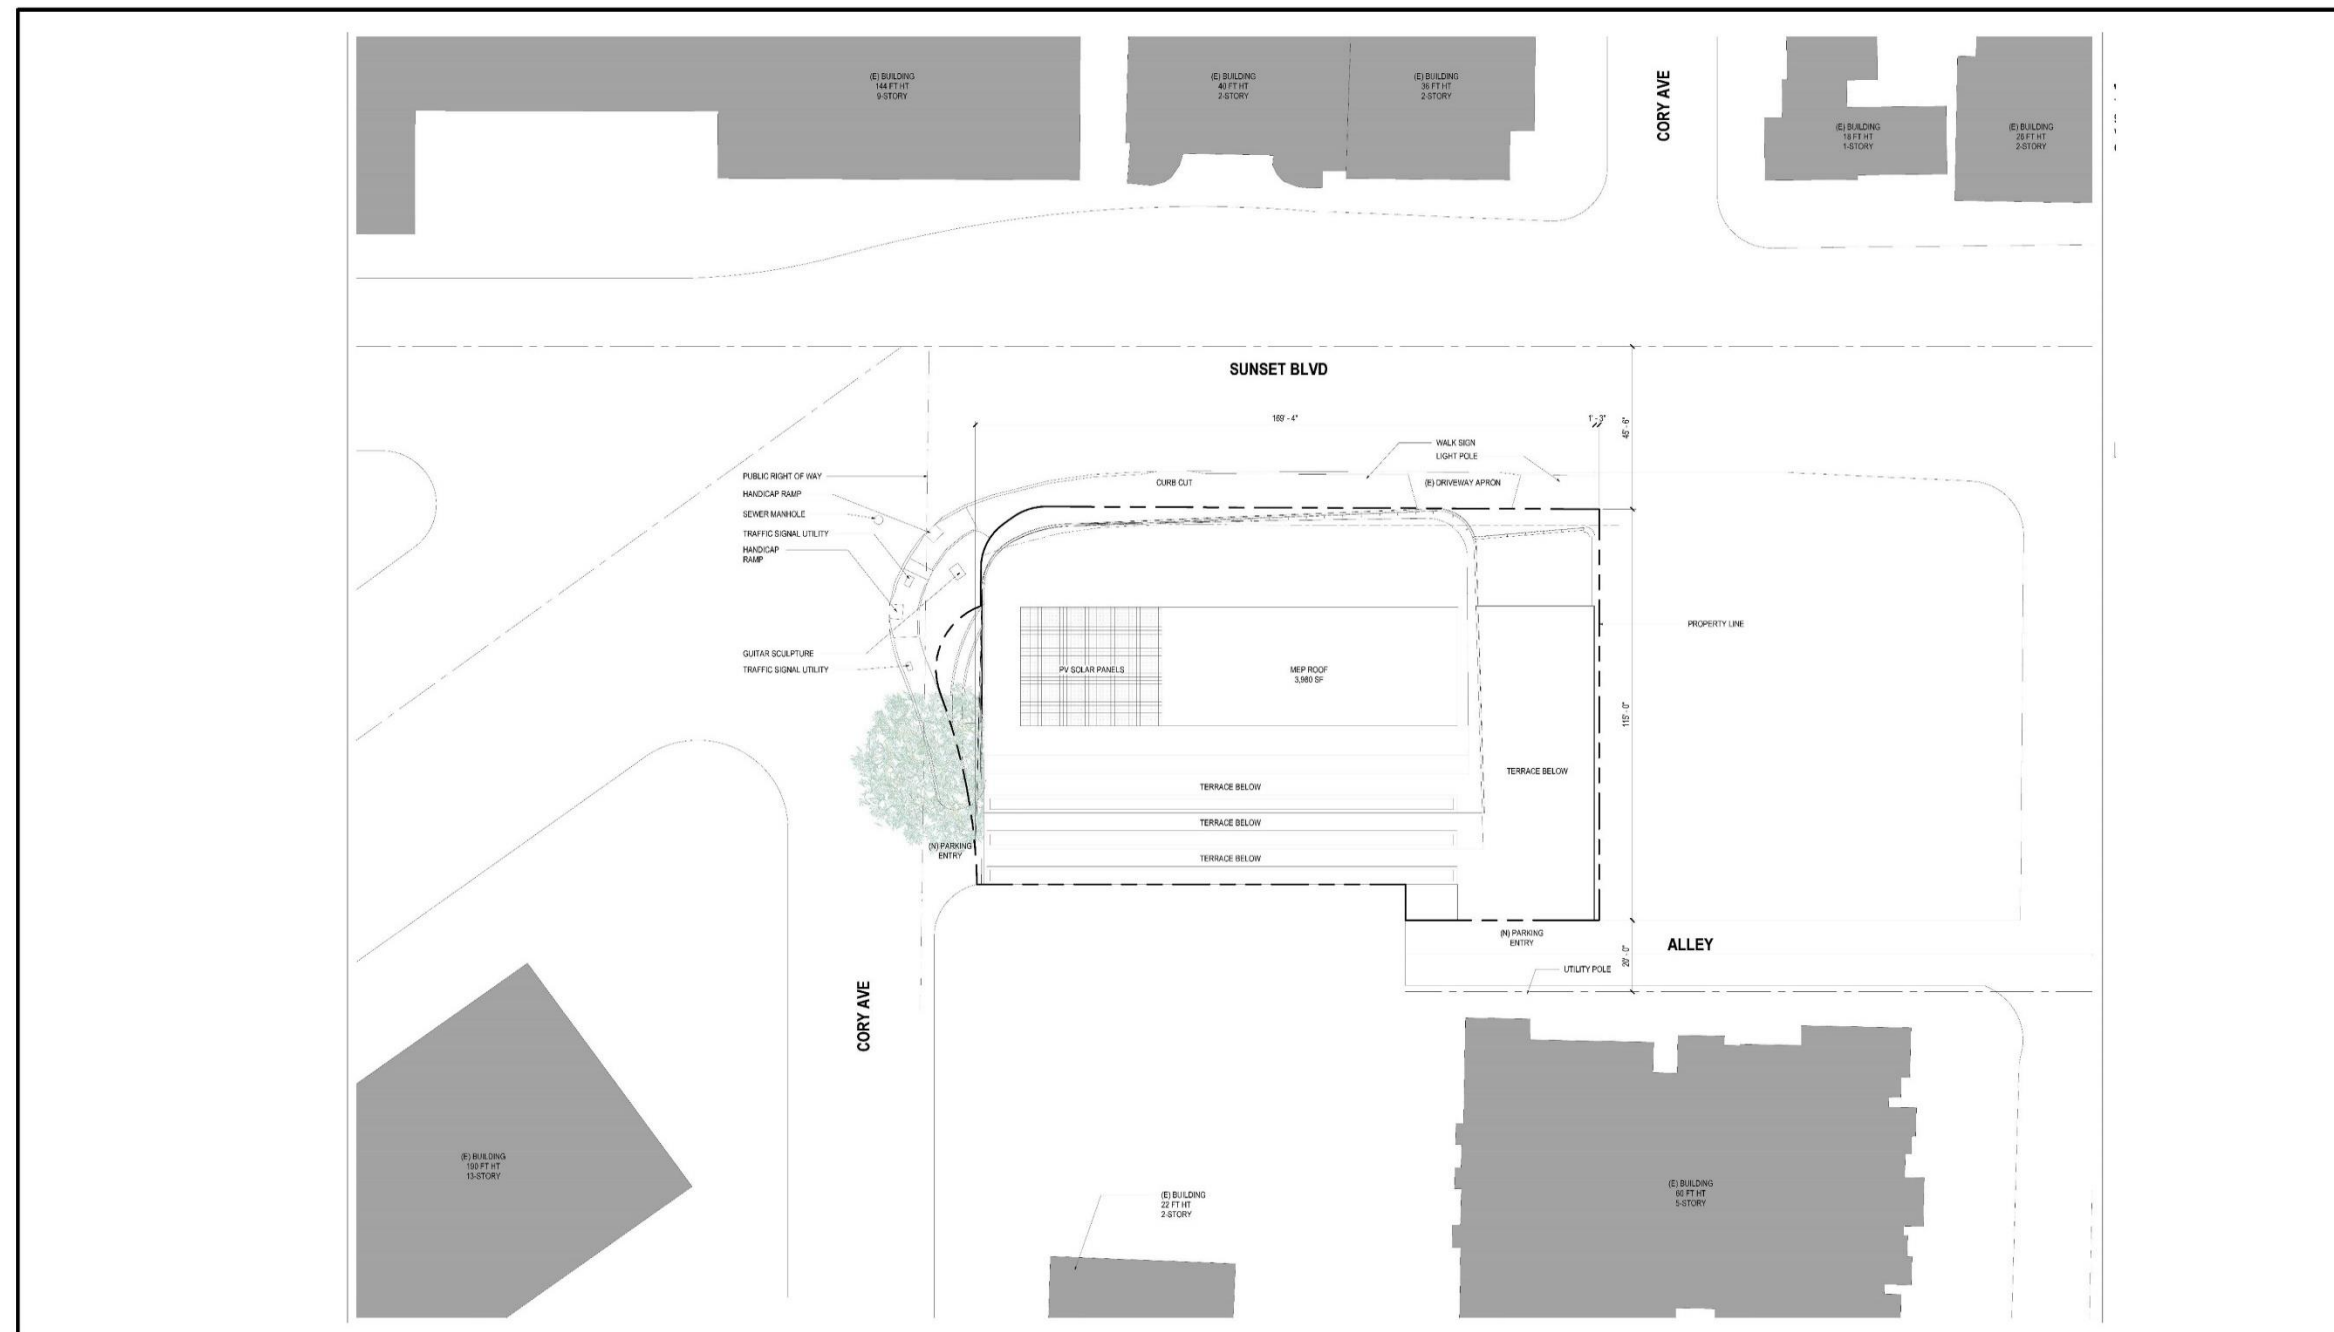 (E) BUILDING
144 FT HT
9-STORY
(E) BUILDING
40 FT HT
2-STORY
(E) BUILDING
36 FT HT
2-STORY
CORY AVE
(E) BUILDING
18 FT HT
1-STORY
(E) BUILDING
26 FT HT
2-STORY
SUNSET BLVD
169' - 4"
1' - 3"
45' - 6"
WALK SIGN
LIGHT POLE
PUBLIC RIGHT OF WAY
CURB CUT
(E) DRIVEWAY APRON
HANDICAP RAMP
SEWER MANHOLE
TRAFFIC SIGNAL UTILITY
HANDICAP
RAMP
PROPERTY LINE
GUITAR SCULPTURE
TRAFFIC SIGNAL UTILITY
PV SOLAR PANELS
MEP ROOF
3,980 SF
115' - 0"
TERRACE BELOW
TERRACE BELOW
TERRACE BELOW
TERRACE BELOW
(N) PARKING
ENTRY
(N) PARKING
ENTRY
ALLEY
20' - 0"
UTILITY POLE
CORY AVE
(E) BUILDING
190 FT HT
13-STORY
(E) BUILDING
22 FT HT
2-STORY
(E) BUILDING
60 FT HT
5-STORY